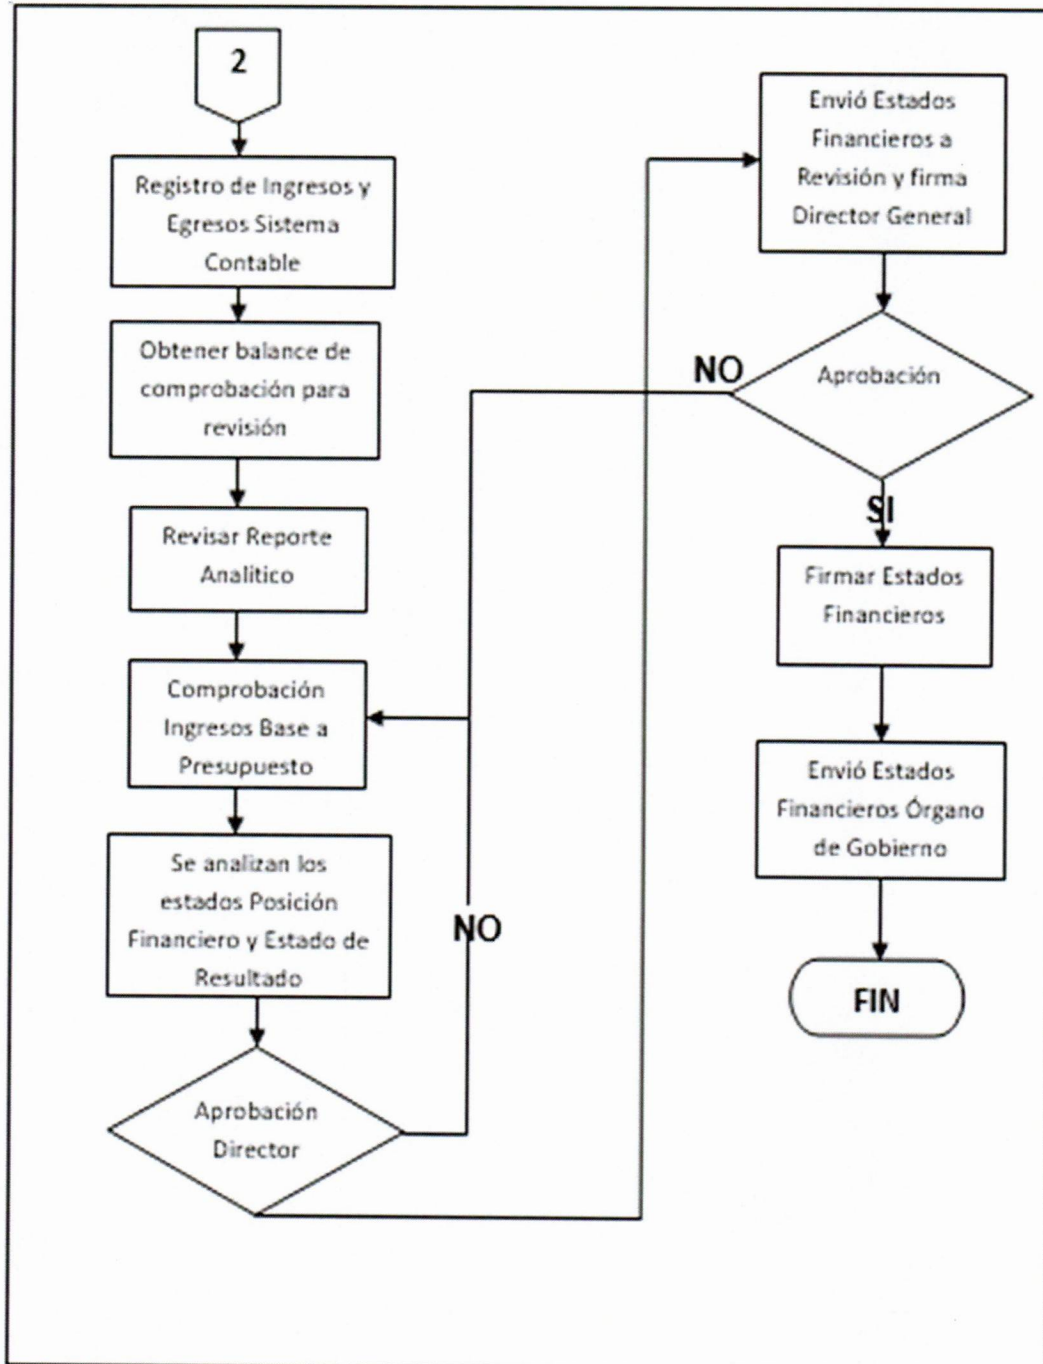 2
Registro de Ingresos y
Egresos Sistema
Contable
Obtener balance de
comprobación para
revisión
Revisar Reporte
Analítico
Comprobación
Ingresos Base a
Presupuesto
Se analizan los
estados Posición
Financiero y Estado de
Resultado
NO
Aprobación
Director
Envió Estados
Financieros a
Revisión y firma
Director General
NO
Aprobación
SI
Firmar Estados
Financieros
Envió Estados
Financieros Órgano
de Gobierno
FIN